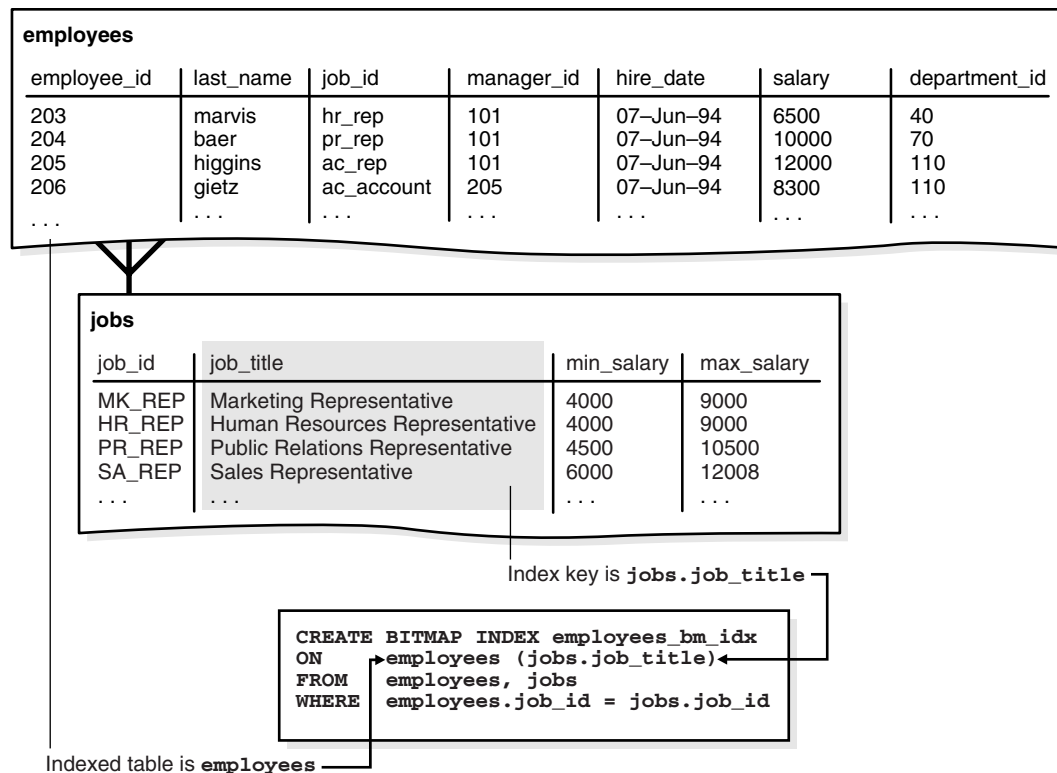 employees
employee_id last_name job_id manager_id hire_date salary department_id
203 marvis hr_rep 101 07–Jun–94 6500 40
204 baer pr_rep 101 07–Jun–94 10000 70
205 higgins ac_rep 101 07–Jun–94 12000 110
206 gietz ac_account 205 07–Jun–94 8300 110
. . . . . . . . . . . . . . . . . . . . .
jobs
job_id job_title min_salary max_salary
MK_REP Marketing Representative 4000 9000
HR_REP Human Resources Representative 4000 9000
PR_REP Public Relations Representative 4500 10500
SA_REP Sales Representative 6000 12008
. . . . . . . . . . . .
Index key is jobs.job_title
CREATE BITMAP INDEX employees_bm_idx
ON employees (jobs.job_title)
FROM employees, jobs
WHERE employees.job_id = jobs.job_id
Indexed table is employees